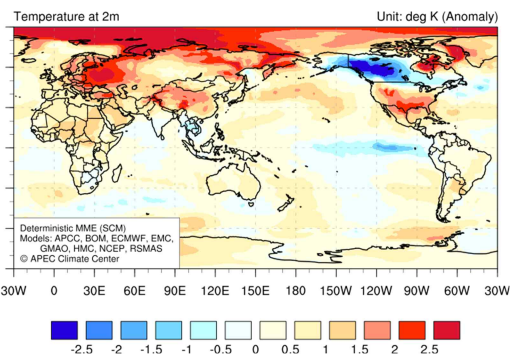 Temperature at 2m Unit: deg K (Anomaly)
Deterministic MME (SCM)
Models: APCC, BOM, ECMWF, EMC,
GMAO, HMC, NCEP, RSMAS
© APEC Climate Center
30W 0 30E 60E 90E 120E 150E 180 150W 120W 90W 60W 30W
-2.5 -2 -1.5 -1 -0.5 0 0.5 1 1.5 2 2.5